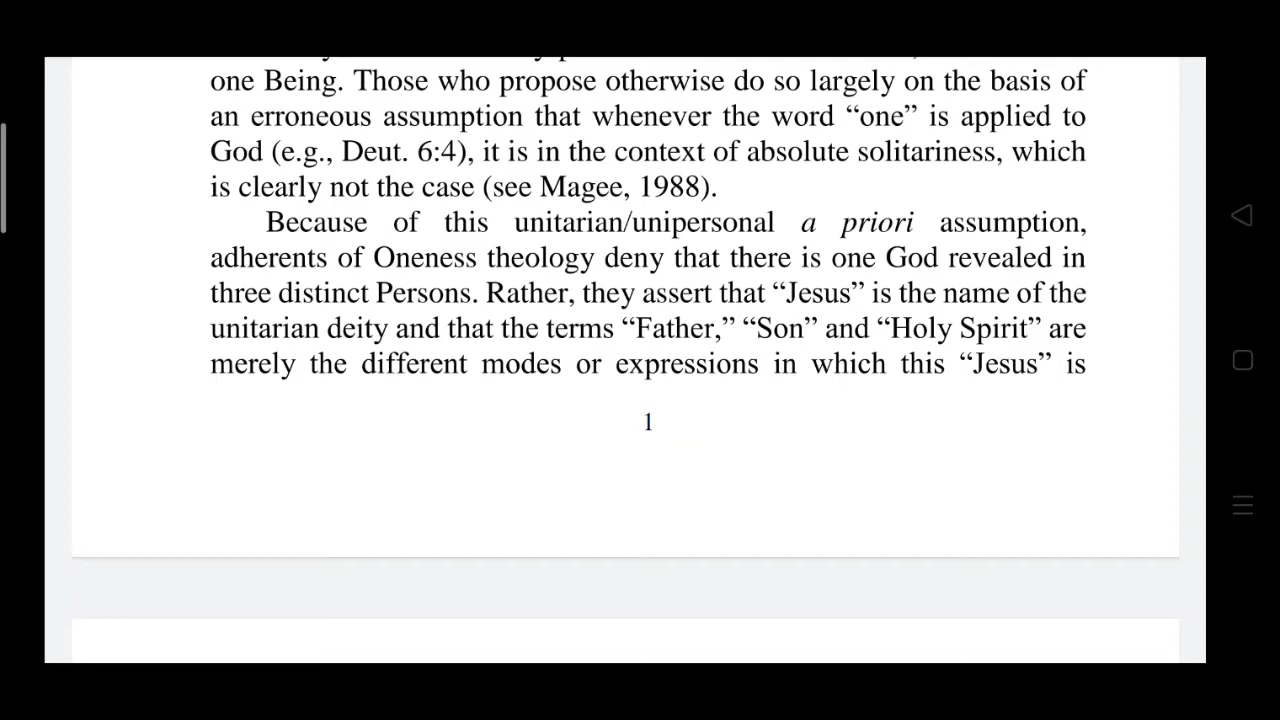 one Being. Those who propose otherwise do so largely on the basis of
an erroneous assumption that whenever the word “one” is applied to
God (e.g., Deut. 6:4), it is in the context of absolute solitariness, which
is clearly not the case (see Magee, 1988).
Because of this unitarian/unipersonal a priori assumption,
adherents of Oneness theology deny that there is one God revealed in
three distinct Persons. Rather, they assert that “Jesus” is the name of the
unitarian deity and that the terms “Father,” “Son” and “Holy Spirit” are
merely the different modes or expressions in which this “Jesus” is
1